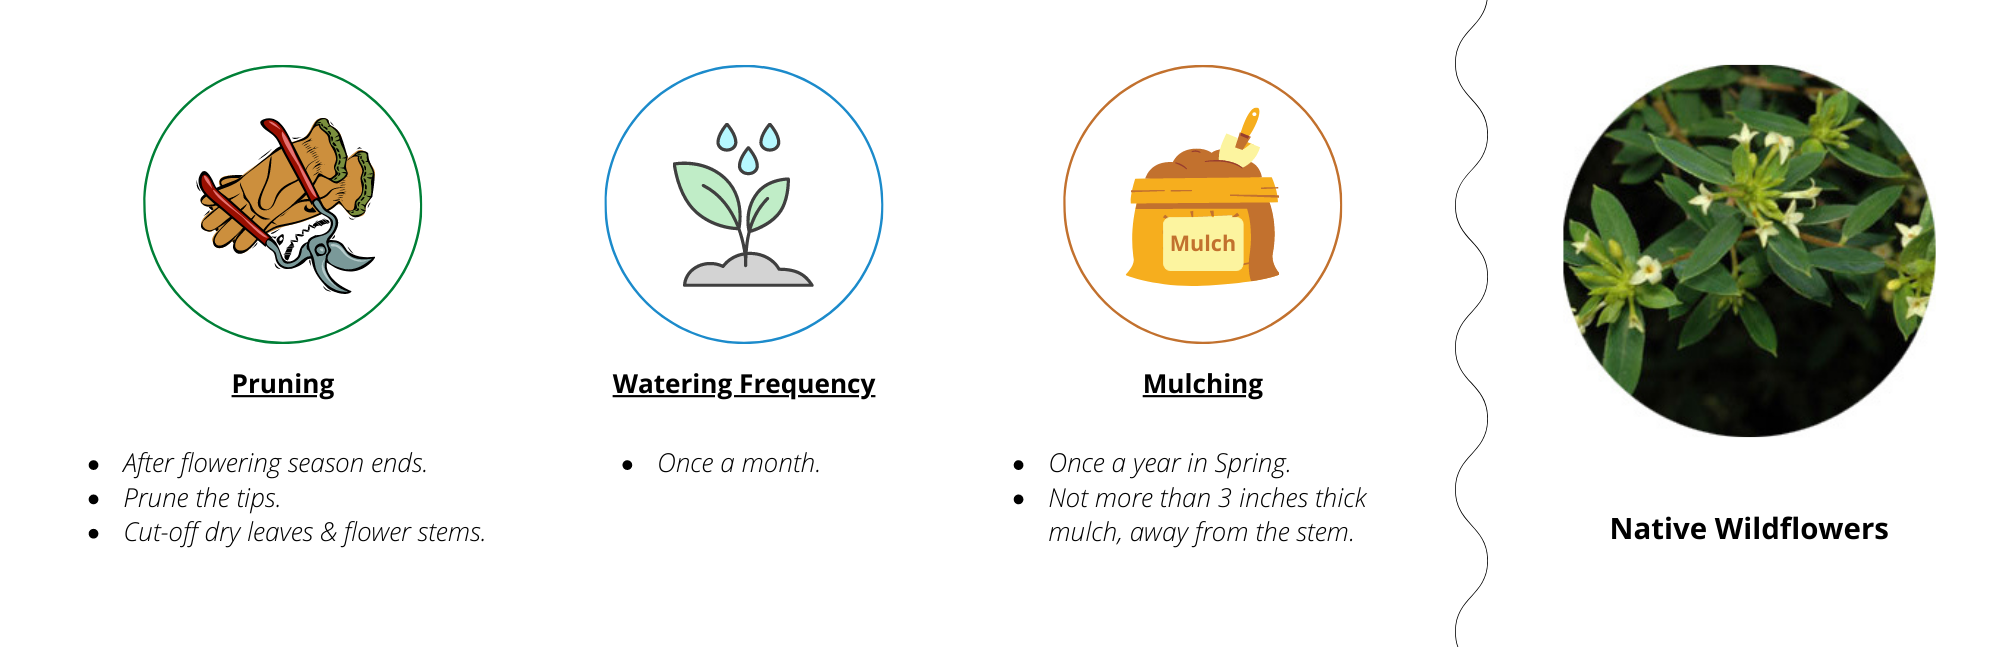 Mulch
Pruning
After flowering season ends.
Prune the tips.
Cut-off dry leaves & flower stems.
Watering Frequency
Once a month.
Mulching
Once a year in Spring.
Not more than 3 inches thick
mulch, away from the stem.
Native Wildflowers